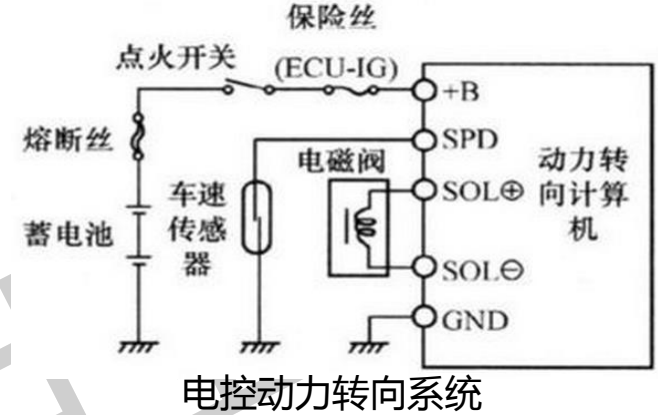 保险丝
点火开关
(ECU-IG)
+B
熔断丝
SPD
电磁阀
动力转
向计算
机
车速
传感
器
SOL⊕
蓄电池
SOL⊖
GND
电控动力转向系统